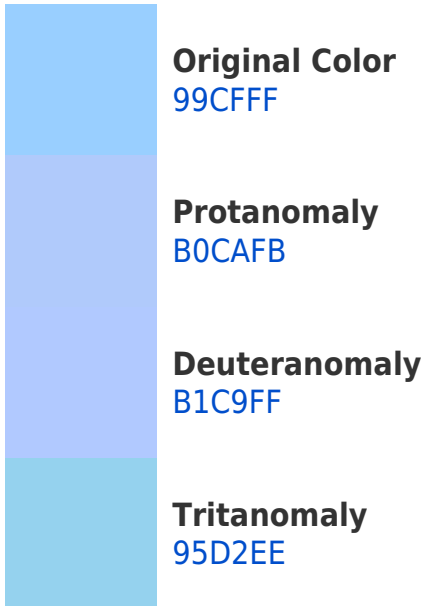 Original Color
99CFFF
Protanomaly
B0CAFB
Deuteranomaly
B1C9FF
Tritanomaly
95D2EE